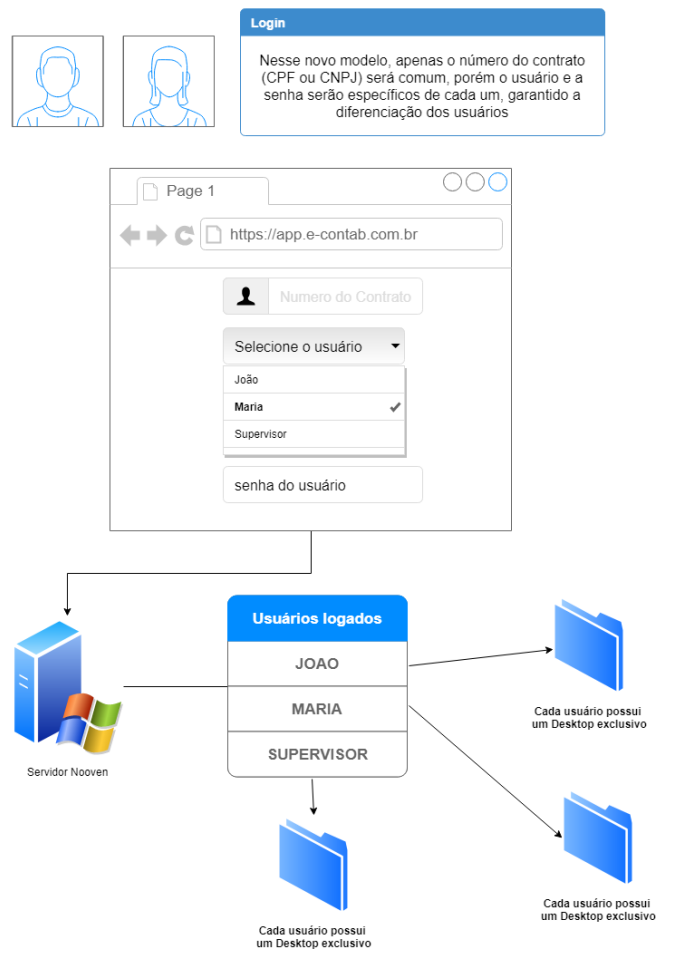 Login
Nesse novo modelo, apenas o número do contrato
(CPF ou CNPJ) será comum, porém o usuário e a
senha serão específicos de cada um, garantido a
diferenciação dos usuários
Page 1
https://app.e-contab.com.br
Numero do Contrato
Selecione o usuário
João
Maria
Supervisor
senha do usuário
Usuários logados
JOAO
MARIA
SUPERVISOR
Servidor Nooven
Cada usuário possui
um Desktop exclusivo
Cada usuário possui
um Desktop exclusivo
Cada usuário possui
um Desktop exclusivo